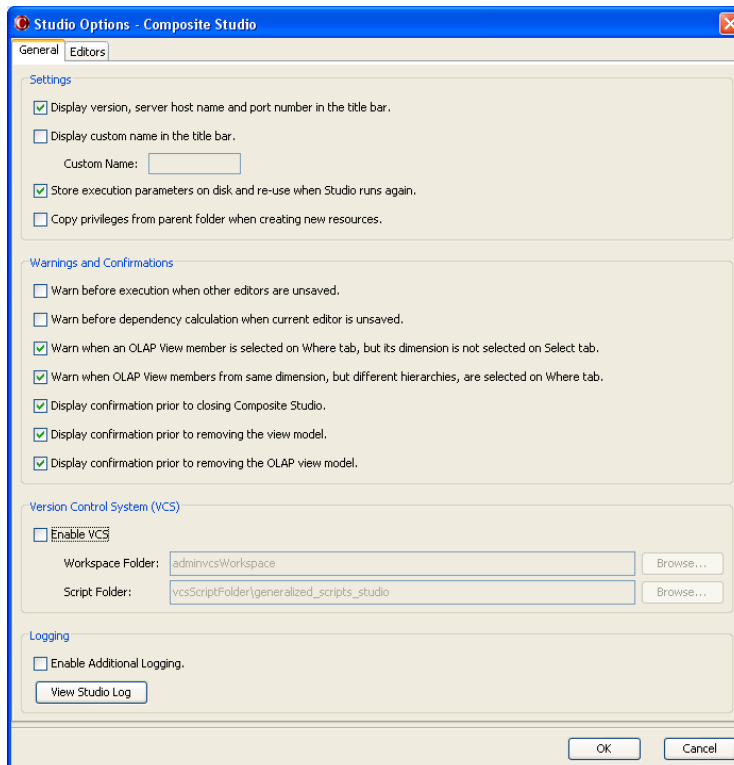 Studio Options - Composite Studio
General Editors
Settings
Display version, server host name and port number in the title bar.
Display custom name in the title bar.
Custom Name:
Store execution parameters on disk and re-use when Studio runs again.
Copy privileges from parent folder when creating new resources.
Warnings and Confirmations
Warn before execution when other editors are unsaved.
Warn before dependency calculation when current editor is unsaved.
Warn when an OLAP View member is selected on Where tab, but its dimension is not selected on Select tab.
Warn when OLAP View members from same dimension, but different hierarchies, are selected on Where tab.
Display confirmation prior to closing Composite Studio.
Display confirmation prior to removing the view model.
Display confirmation prior to removing the OLAP view model.
Version Control System (VCS)
Enable VCS
Workspace Folder: adminvcsWorkspace Browse...
Script Folder: vcsScriptFolder\generalized_scripts_studio Browse...
Logging
Enable Additional Logging.
View Studio Log
OK Cancel